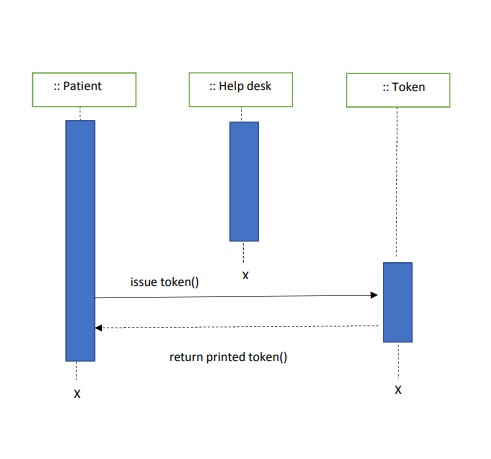 :: Patient
:: Help desk
:: Token
X
issue token()
return printed token()
X
X